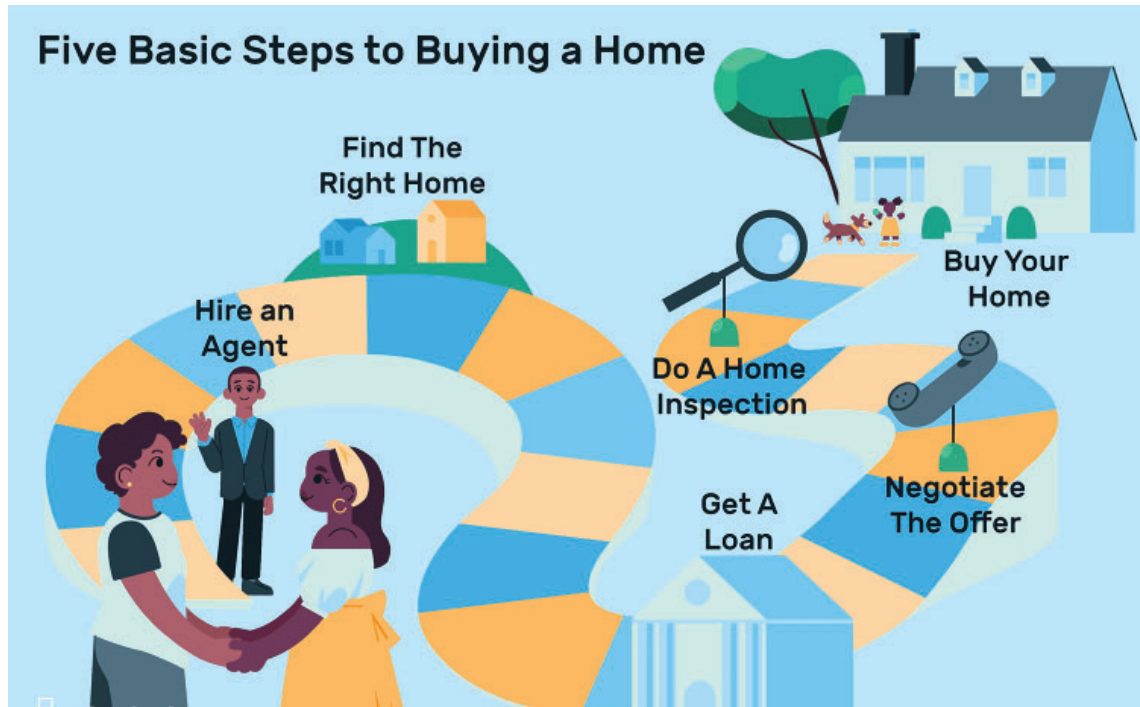 Five Basic Steps to Buying a Home
Find The
Right Home
Hire an
Agent
Buy Your
Home
Do A Home
Inspection
Negotiate
The Offer
Get A
Loan